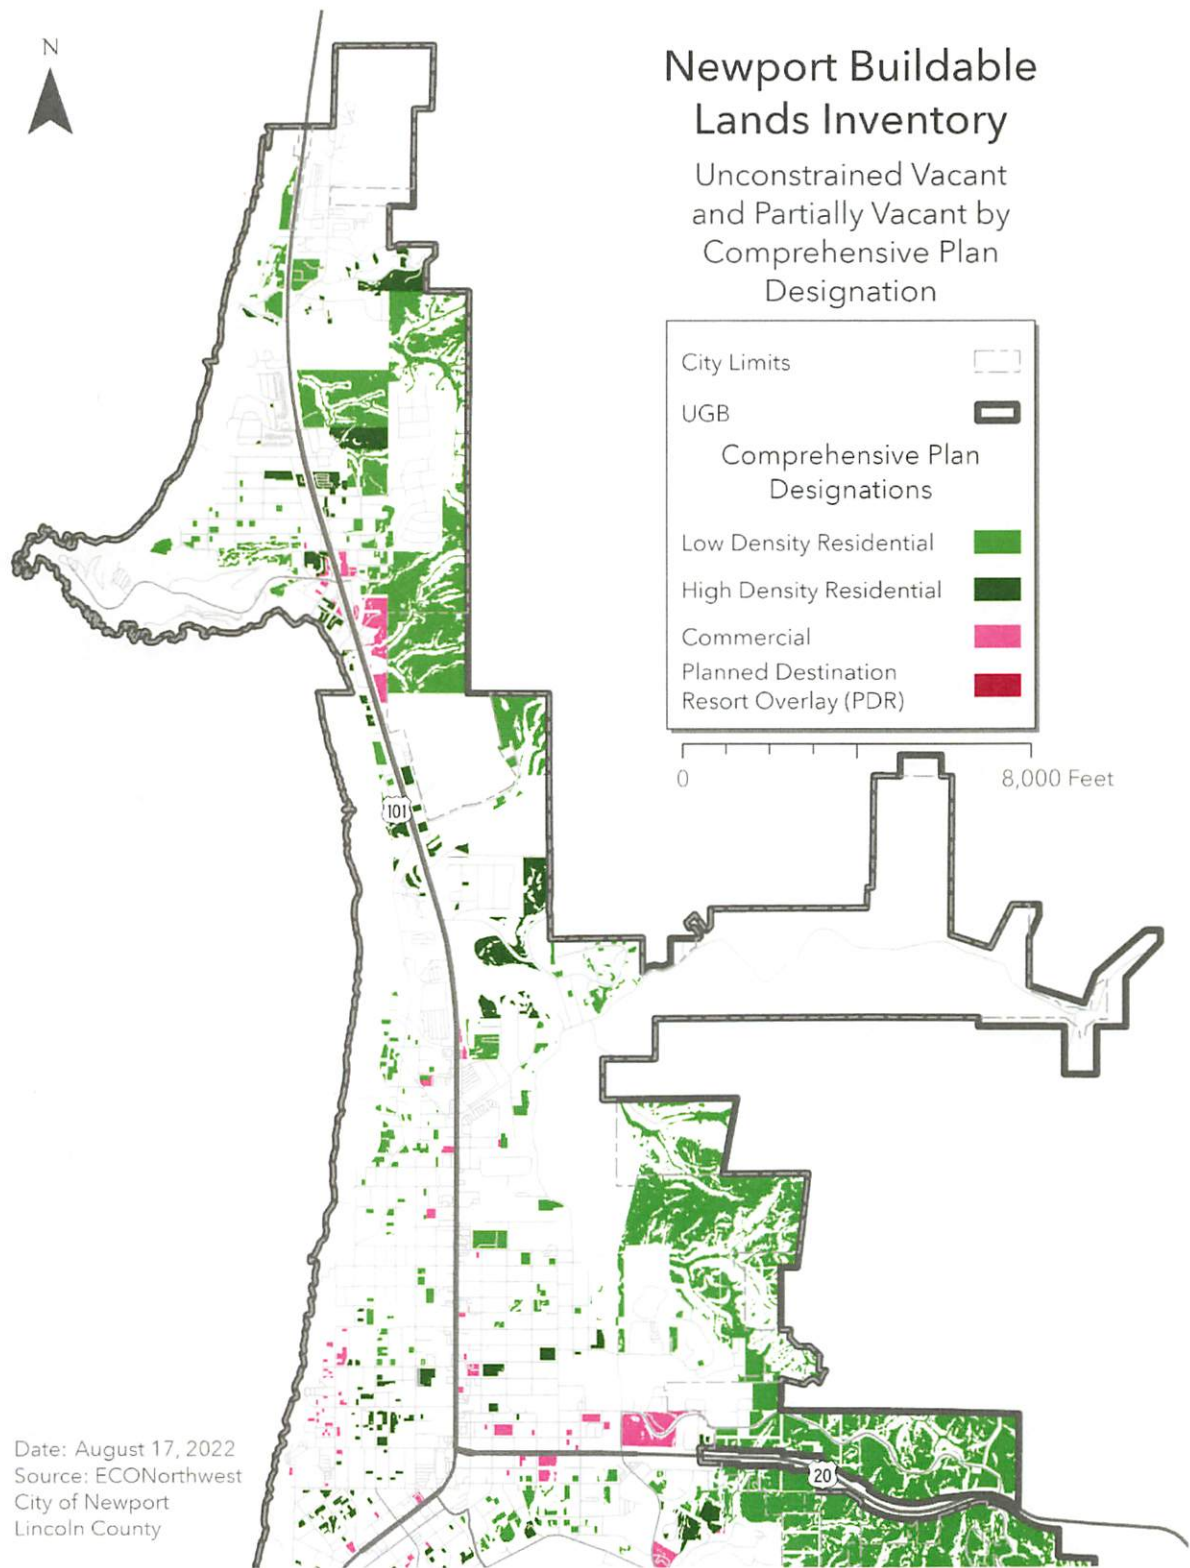 N
Newport Buildable
Lands Inventory
Unconstrained Vacant
and Partially Vacant by
Comprehensive Plan
Designation
City Limits
UGB
Comprehensive Plan
Designations
Low Density Residential
High Density Residential
Commercial
Planned Destination
Resort Overlay (PDR)
0 8,000 Feet
101
20
Date: August 17, 2022
Source: ECONorthwest
City of Newport
Lincoln County